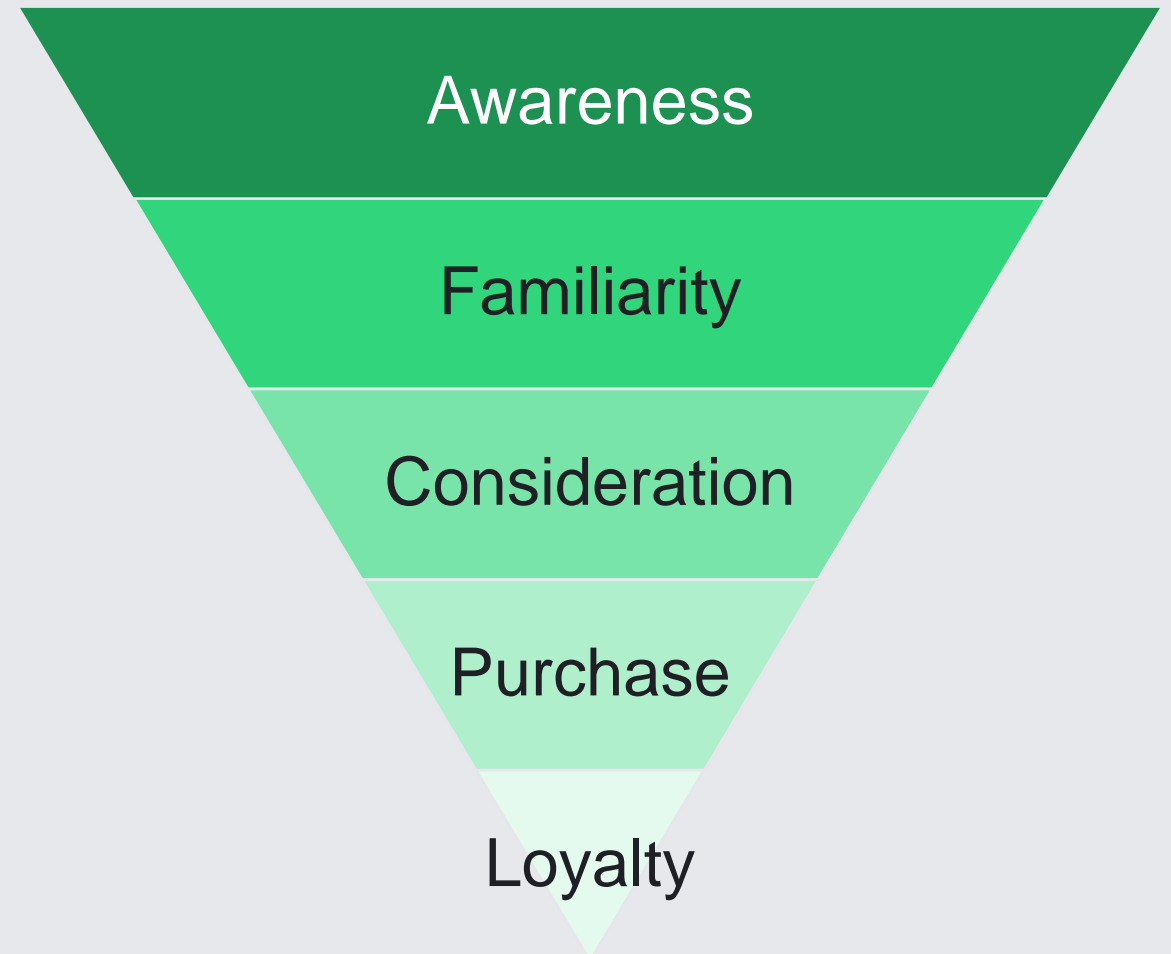 Awareness
Familiarity
Consideration
Purchase
Loyalty